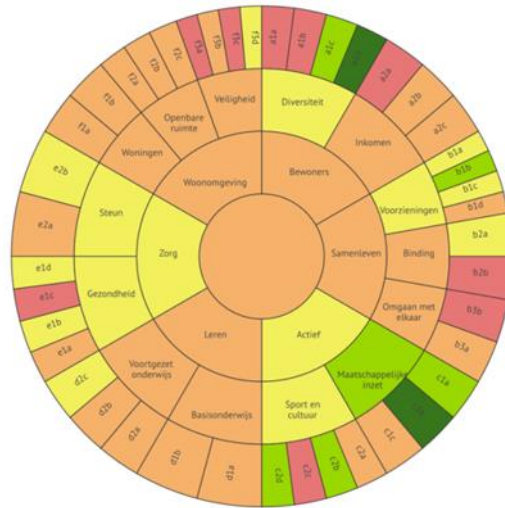 Bewoners
Samenleven
Actief
Leren
Zorg
Woonomgeving
Diversiteit
Inkomen
Voorzieningen
Binding
Omgaan met
elkaar
Maatschappelijke
inzet
Sport en
cultuur
Basisonderwijs
Voortgezet
onderwijs
Gezondheid
Steun
Woningen
Openbare
ruimte
Veiligheid
a1a
a1b
a1c
a2a
a2b
a2c
b1a
b1b
b1c
b1d
b2a
b2b
b3b
b3a
c1a
c1c
c2a
c2b
c2c
c2d
d1a
d1b
d2a
d2b
d2c
e1a
e1b
e1c
e1d
e2a
e2b
f1a
f1b
f2a
f2b
f2c
f3a
f3b
f3c
f3d